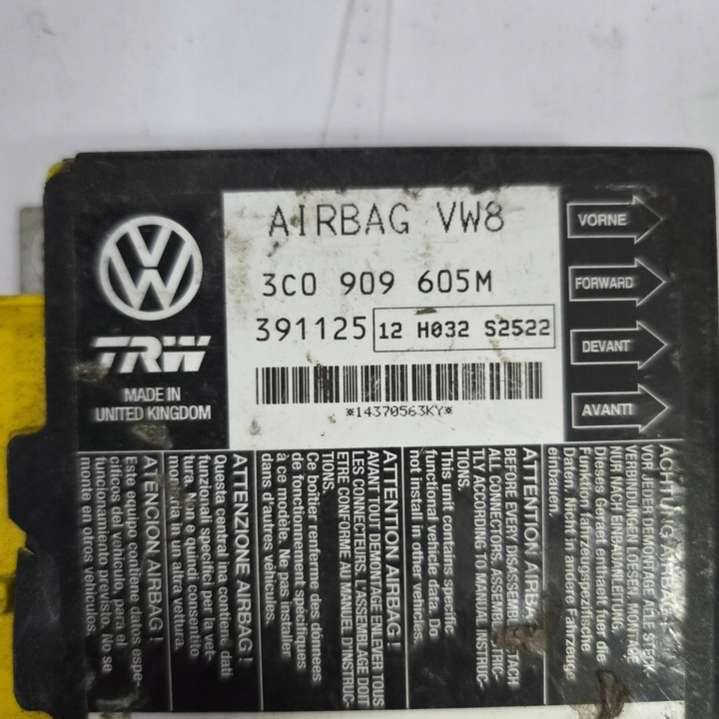 AIRBAG VW8
3C0 909 605M
391125 12 H032 S2522
*14370563KY*
VW
TRW
MADE IN
UNITED KINGDOM
VORNE
FORWARD
DEVANT
AVANTI
ATENCION AIRBAG !
Este equipo contiene datos espe-
cificos del vehiculo, para el
funcionamiento previsto. No se
monte en otros vehiculos.
ATTENZIONE AIRBAG !
Questa centralina contiene dati
funzionali specifici per la vet-
tura. Non e quindi consentito
montarla in un altra vettura.
ATTENTION AIRBAG !
AVANT TOUT DEMONTAGE ENLEVER TOUS
LES CONNECTEURS, L'ASSEMBLAGE DOIT
ETRE CONFORME AU MANUEL D'INSTRUC-
TIONS.
Ce boîtier renferme des données
de fonctionnement spécifiques
à ce modèle. Ne pas installer
dans d'autres véhicules.
ATTENTION AIRBAG
BEFORE EVERY DISASSEMBLE,
ALL CONNECTORS, ASSEMBLE
TLY ACCORDING TO MANUAL INSTRUC-
TIONS.
This unit contains specific
functional vehicle data. Do
not install in other vehicles.
ACHTUNG AIRBAG
VOR JEDER DEMONTAGE ALLE STECK
VERBINDUNGEN LOESEN, MONTAGE
NUR NACH EINBAUANLEITUNG.
Dieses Geraet enthaelt fuer die
Funktion fahrzeugspezifische
Daten. Nicht in andere Fahrzeuge
einbauen.